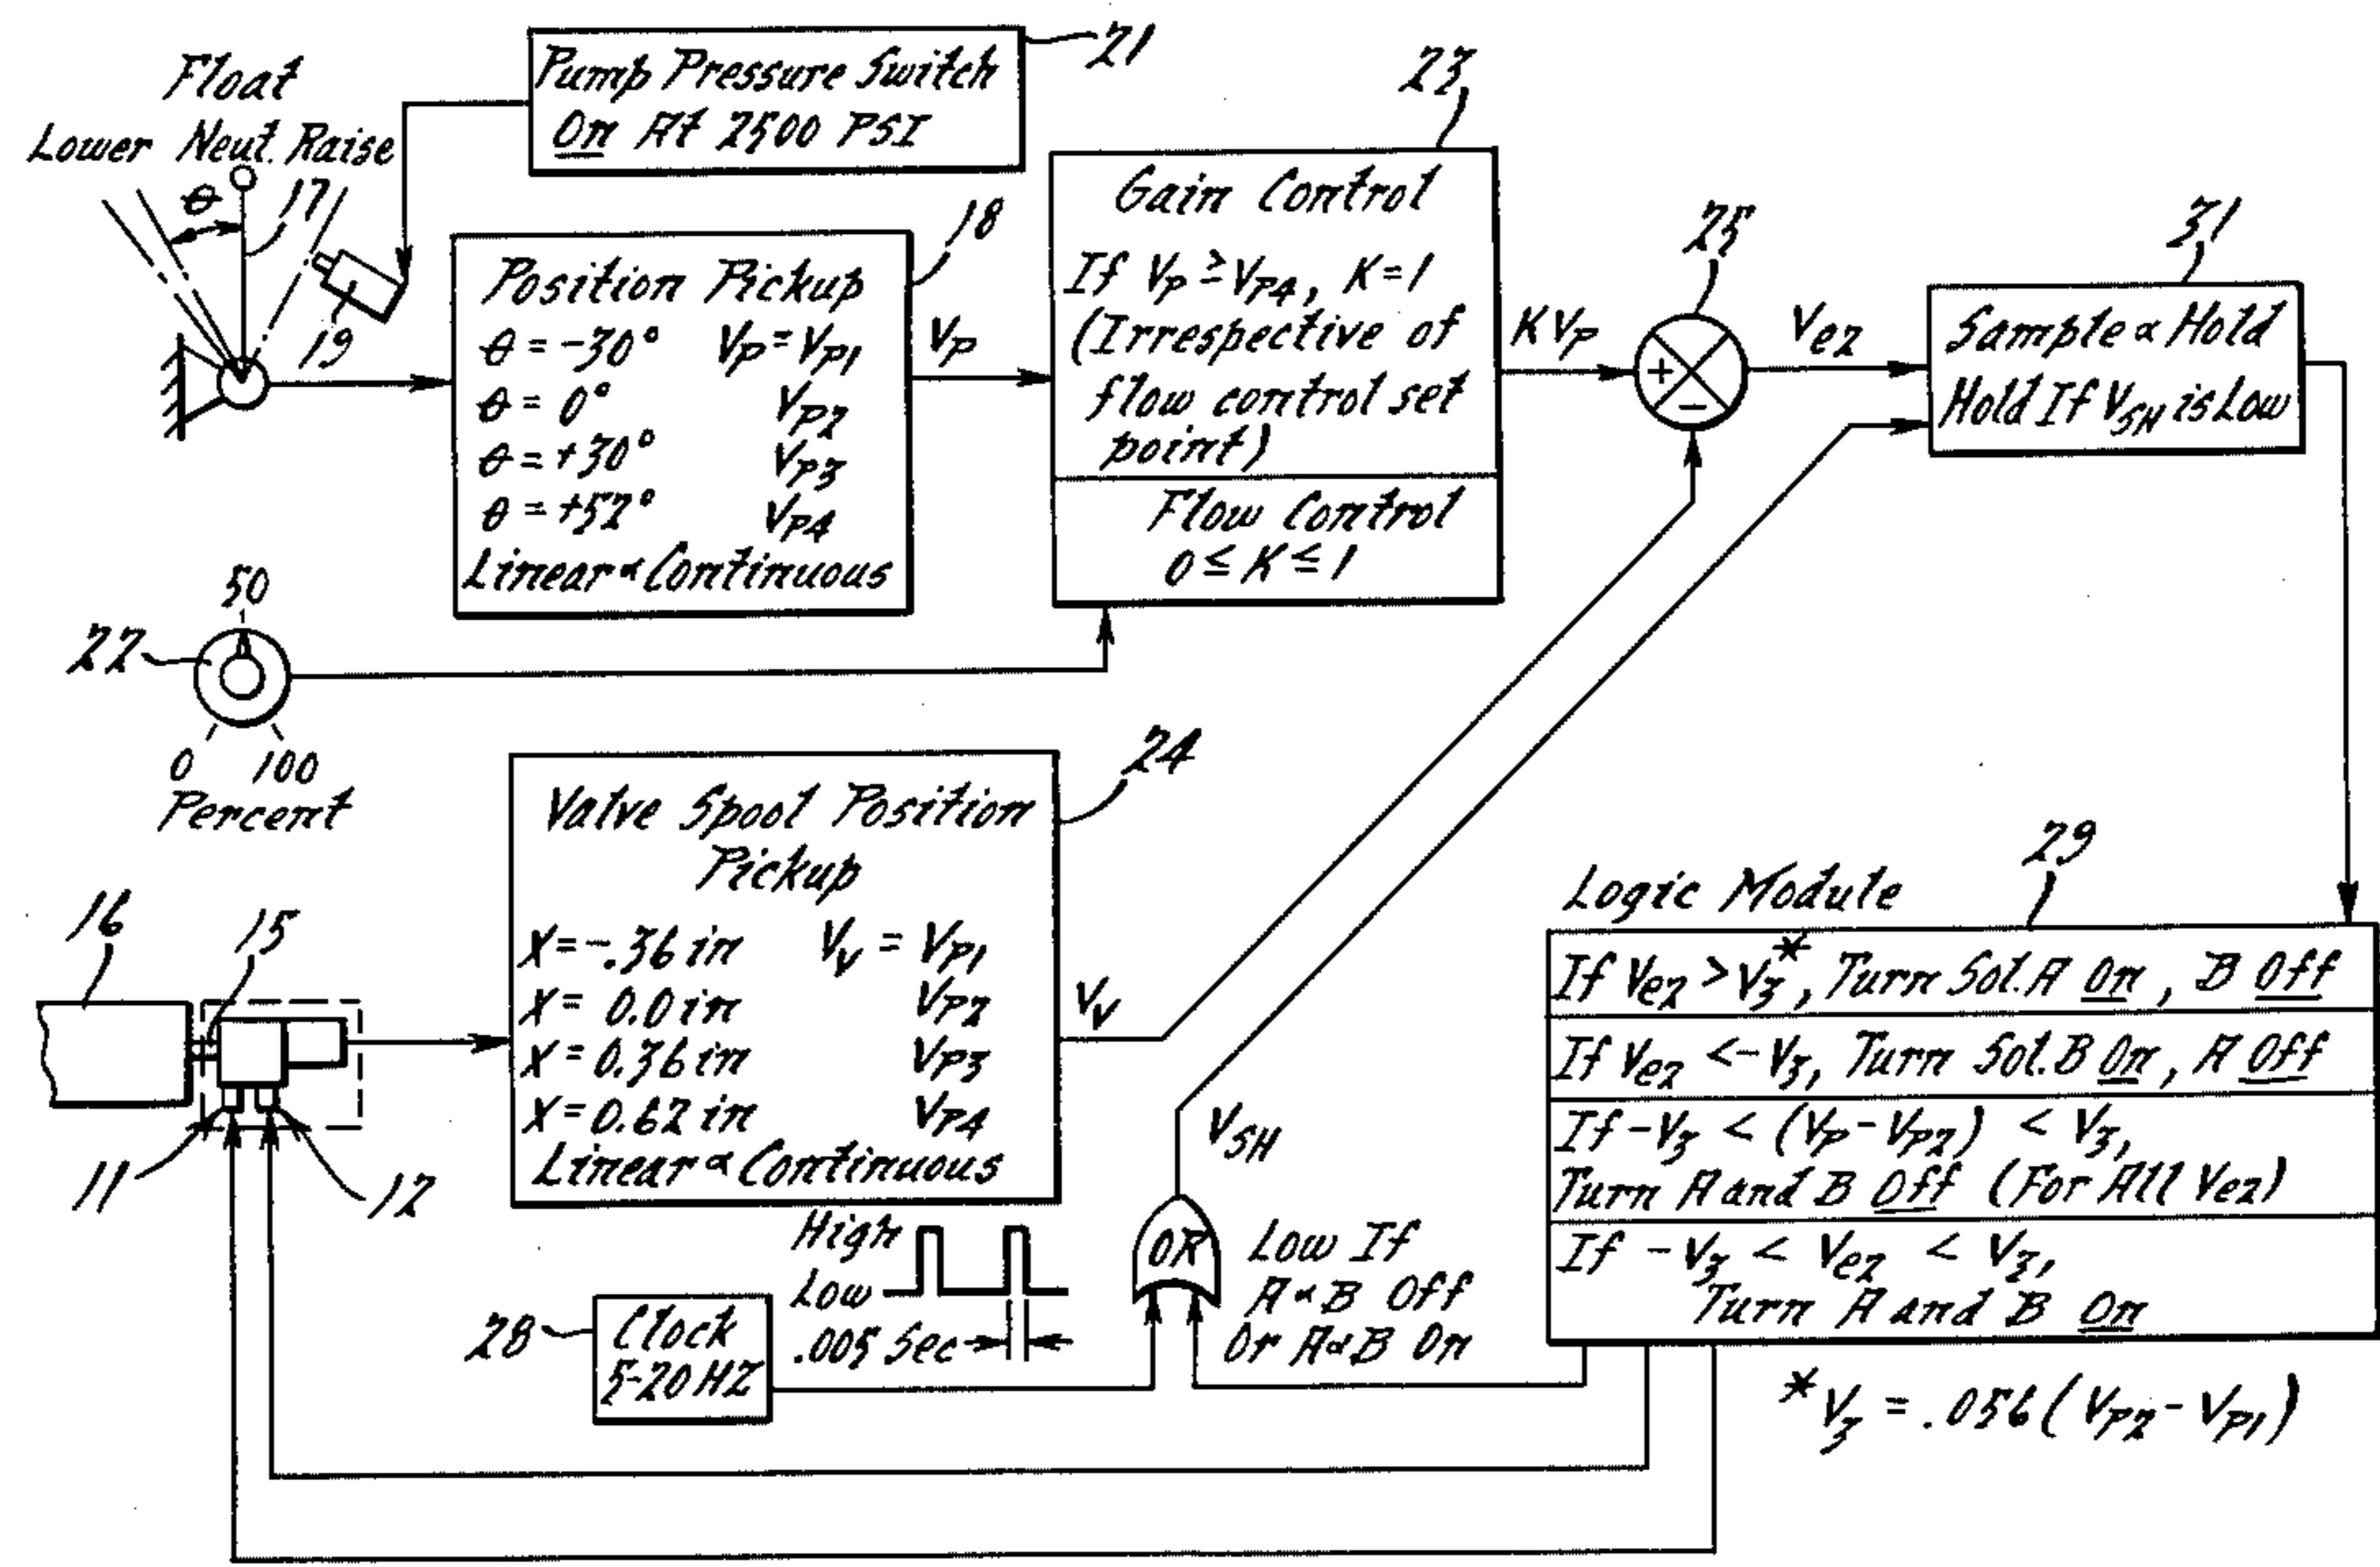 Float
Lower Neut. Raise
θ
17
19
Pump Pressure Switch
On At 2500 PSI
21
Position Pickup
θ = -30° VP = VP1
θ = 0° VP2
θ = +30° VP3
θ = +52° VP4
Linear & Continuous
18
VP
23
Gain Control
If VP ≥ VP4, K = 1
(Irrespective of
flow control set
point)
Flow Control
0 ≤ K ≤ 1
KVP
25
+
−
Ve2
31
Sample & Hold
Hold If VSH is Low
50
22
0 100
Percent
24
Valve Spool Position
Pickup
X = -.36 in VV = VP1
X = 0.0 in VP2
X = 0.36 in VP3
X = 0.62 in VP4
Linear & Continuous
VV
16
15
11
12
VSH
29
Logic Module
If Ve2 > V3*, Turn Sol. A On, B Off
If Ve2 < -V3, Turn Sol. B On, A Off
If -V3 < (VP - VP2) < V3,
Turn A and B Off (For All Ve2)
If -V3 < Ve2 < V3,
Turn A and B On
* V3 = .056 (VP2 - VP1)
High
Low
.005 Sec
28
Clock
5-20 HZ
OR
Low If
A & B Off
Or A & B On